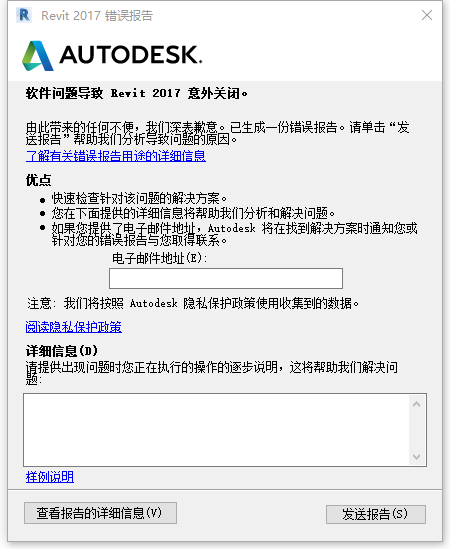 Revit 2017 错误报告
AUTODESK.
软件问题导致 Revit 2017 意外关闭。
由此带来的任何不便，我们深表歉意。已生成一份错误报告。请单击“发
送报告”帮助我们分析导致问题的原因。
了解有关错误报告用途的详细信息
优点
• 快速检查针对该问题的解决方案。
• 您在下面提供的详细信息将帮助我们分析和解决问题。
• 如果您提供了电子邮件地址，Autodesk 将在找到解决方案时通知您或
针对您的错误报告与您取得联系。
电子邮件地址(E):
注意: 我们将按照 Autodesk 隐私保护政策使用收集到的数据。
阅读隐私保护政策
详细信息(D)
请提供出现问题时您正在执行的操作的逐步说明，这将帮助我们解决问
题:
样例说明
查看报告的详细信息(V)
发送报告(S)